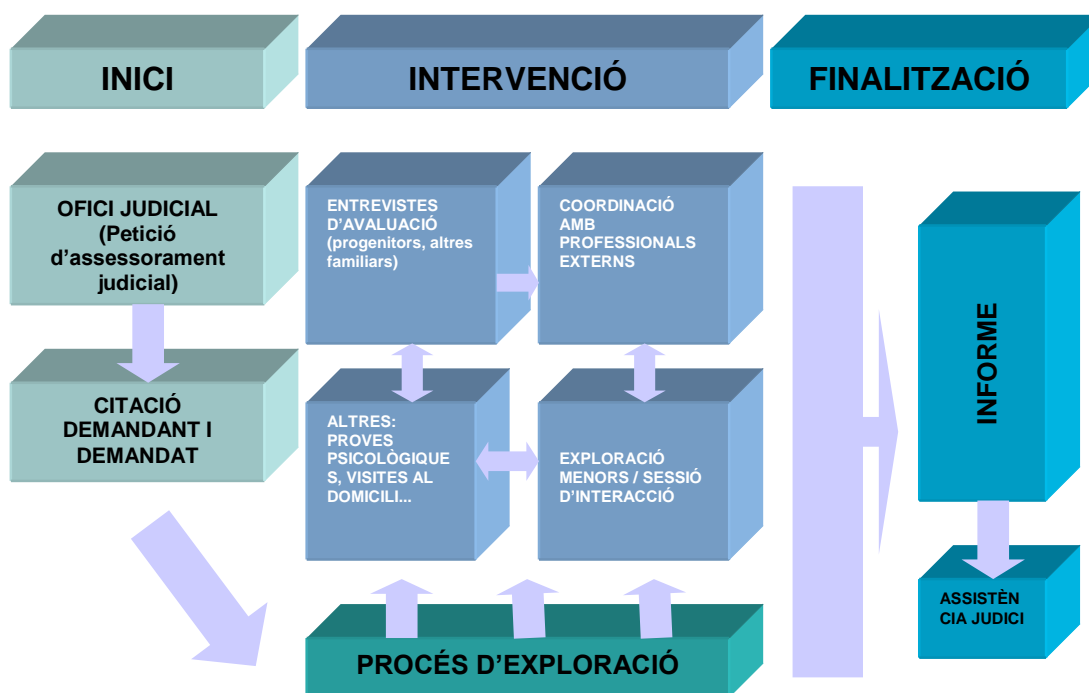 INICI
INTERVENCIÓ
FINALITZACIÓ
OFICI JUDICIAL
(Petició
d’assessorament
judicial)
CITACIÓ
DEMANDANT I
DEMANDAT
ENTREVISTES
D’AVALUACIÓ
(progenitors, altres
familiars)
COORDINACIÓ
AMB
PROFESSIONALS
EXTERNS
ALTRES:
PROVES
PSICOLÒGIQUE
S, VISITES AL
DOMICILI...
EXPLORACIÓ
MENORS / SESSIÓ
D’INTERACCIÓ
PROCÉS D’EXPLORACIÓ
INFORME
ASSISTÈN
CIA JUDICI